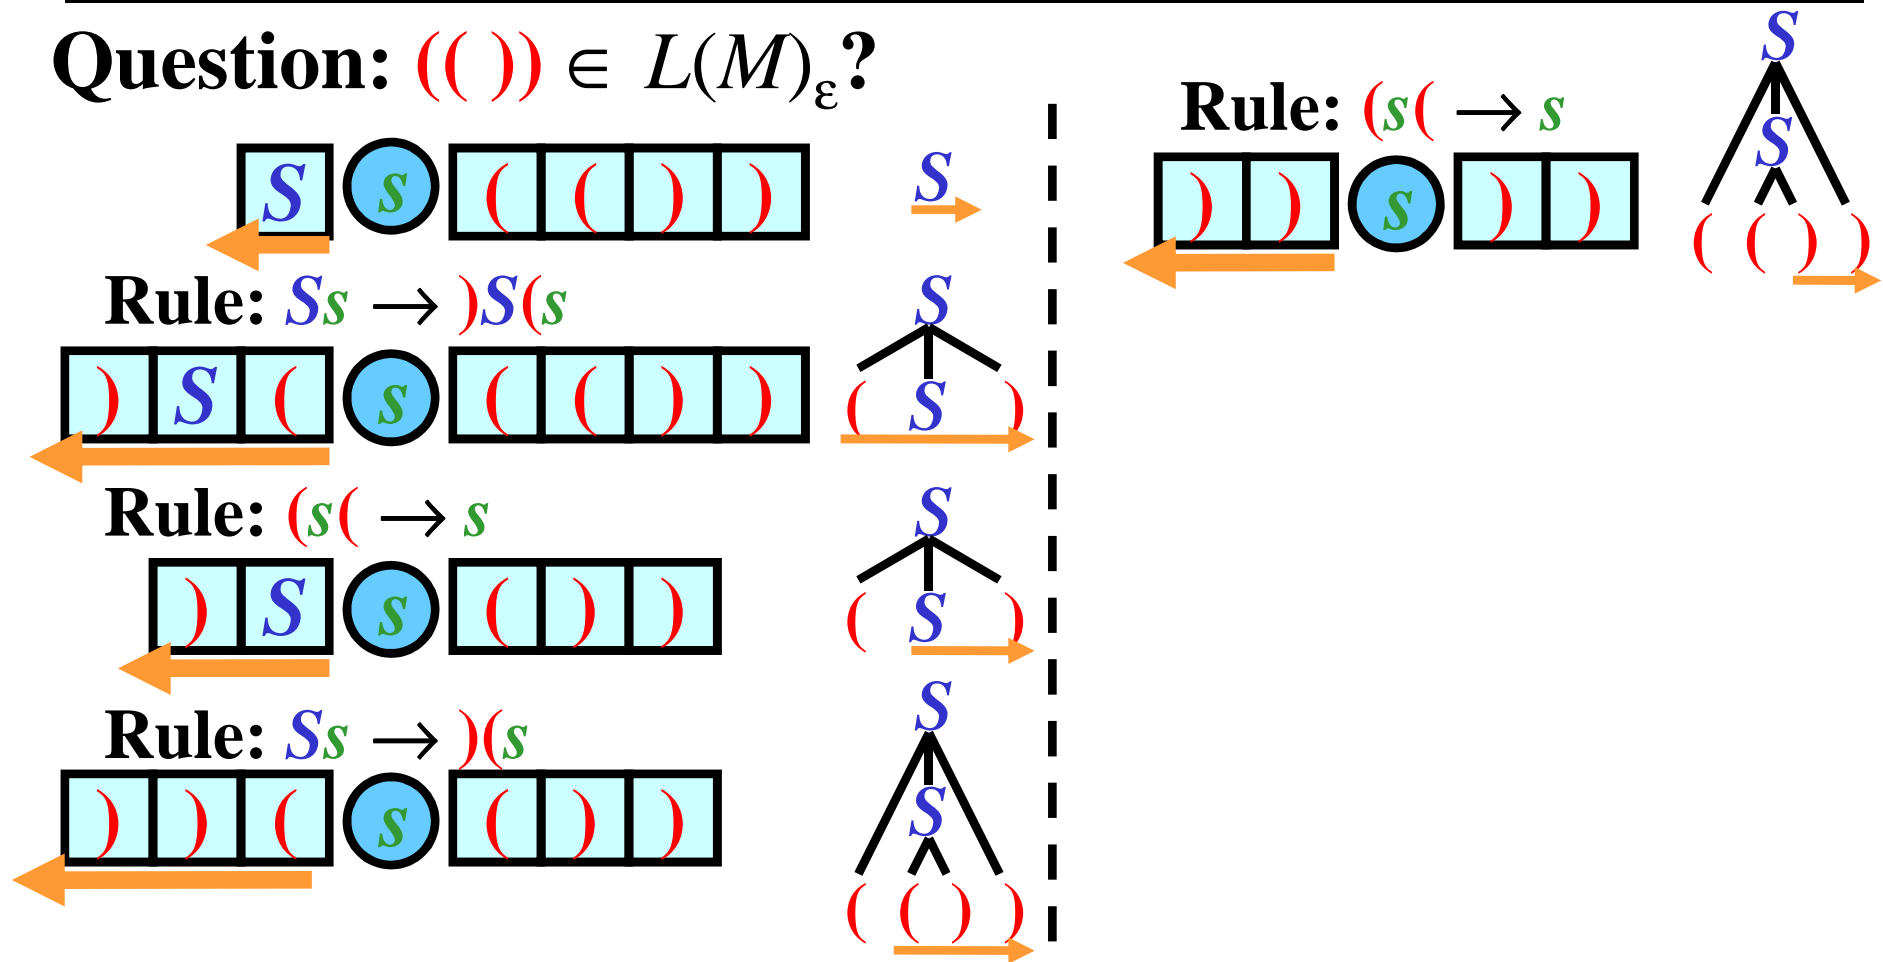 Question: (( )) ∈ L(M)ε?
S s ( ( ) ) S
Rule: Ss → )S(s
) S ( s ( ( ) ) S
( S )
Rule: (s( → s
) S s ( ) ) S
( S )
Rule: Ss → )(s
) ) ( s ( ) ) S
S
( ( ) )
Rule: (s( → s
) ) s ) ) S
S
( ( ) )